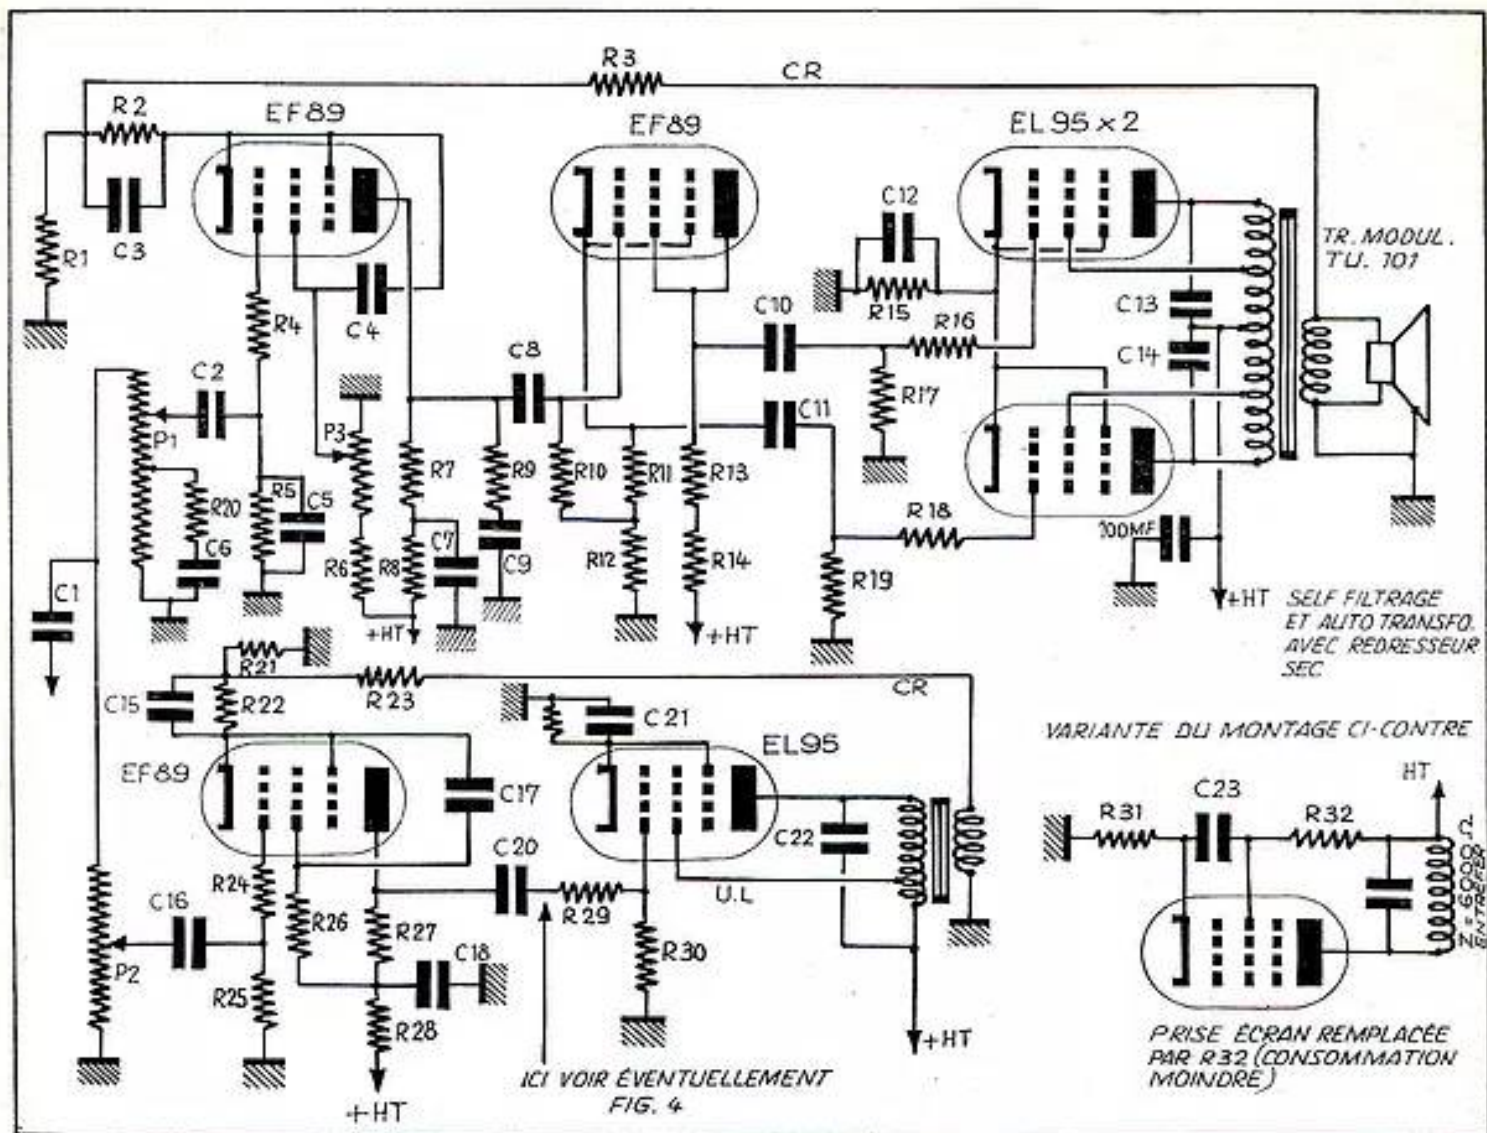 R3
CR
R2
EF89
EF89
EL95 x 2
C3
R1
C12
TR. MODUL.
TU. 101
R4
C4
R15
C13
C10
R16
C14
C2
C8
P1
P3
R17
C11
R7
R9
R10
R11
R13
R5
C5
R20
R18
200MF
C6
R6
R8
C7
C9
R12
R14
R19
C1
+HT
+HT
+HT
SELF FILTRAGE
ET AUTO TRANSFO.
AVEC REDRESSEUR
SEC
R21
C15
R22
R23
CR
C21
VARIANTE DU MONTAGE CI-CONTRE
EF89
EL95
HT
C17
C23
R31
R32
C22
C20
Z = 6000 Ω
ENTREFER
R24
U.L
C16
R26
R29
R27
R30
C18
P2
R25
R28
+HT
PRISE ÉCRAN REMPLACÉE
PAR R32 (CONSOMMATION
MOINDRE)
ICI VOIR ÉVENTUELLEMENT
FIG. 4
+HT